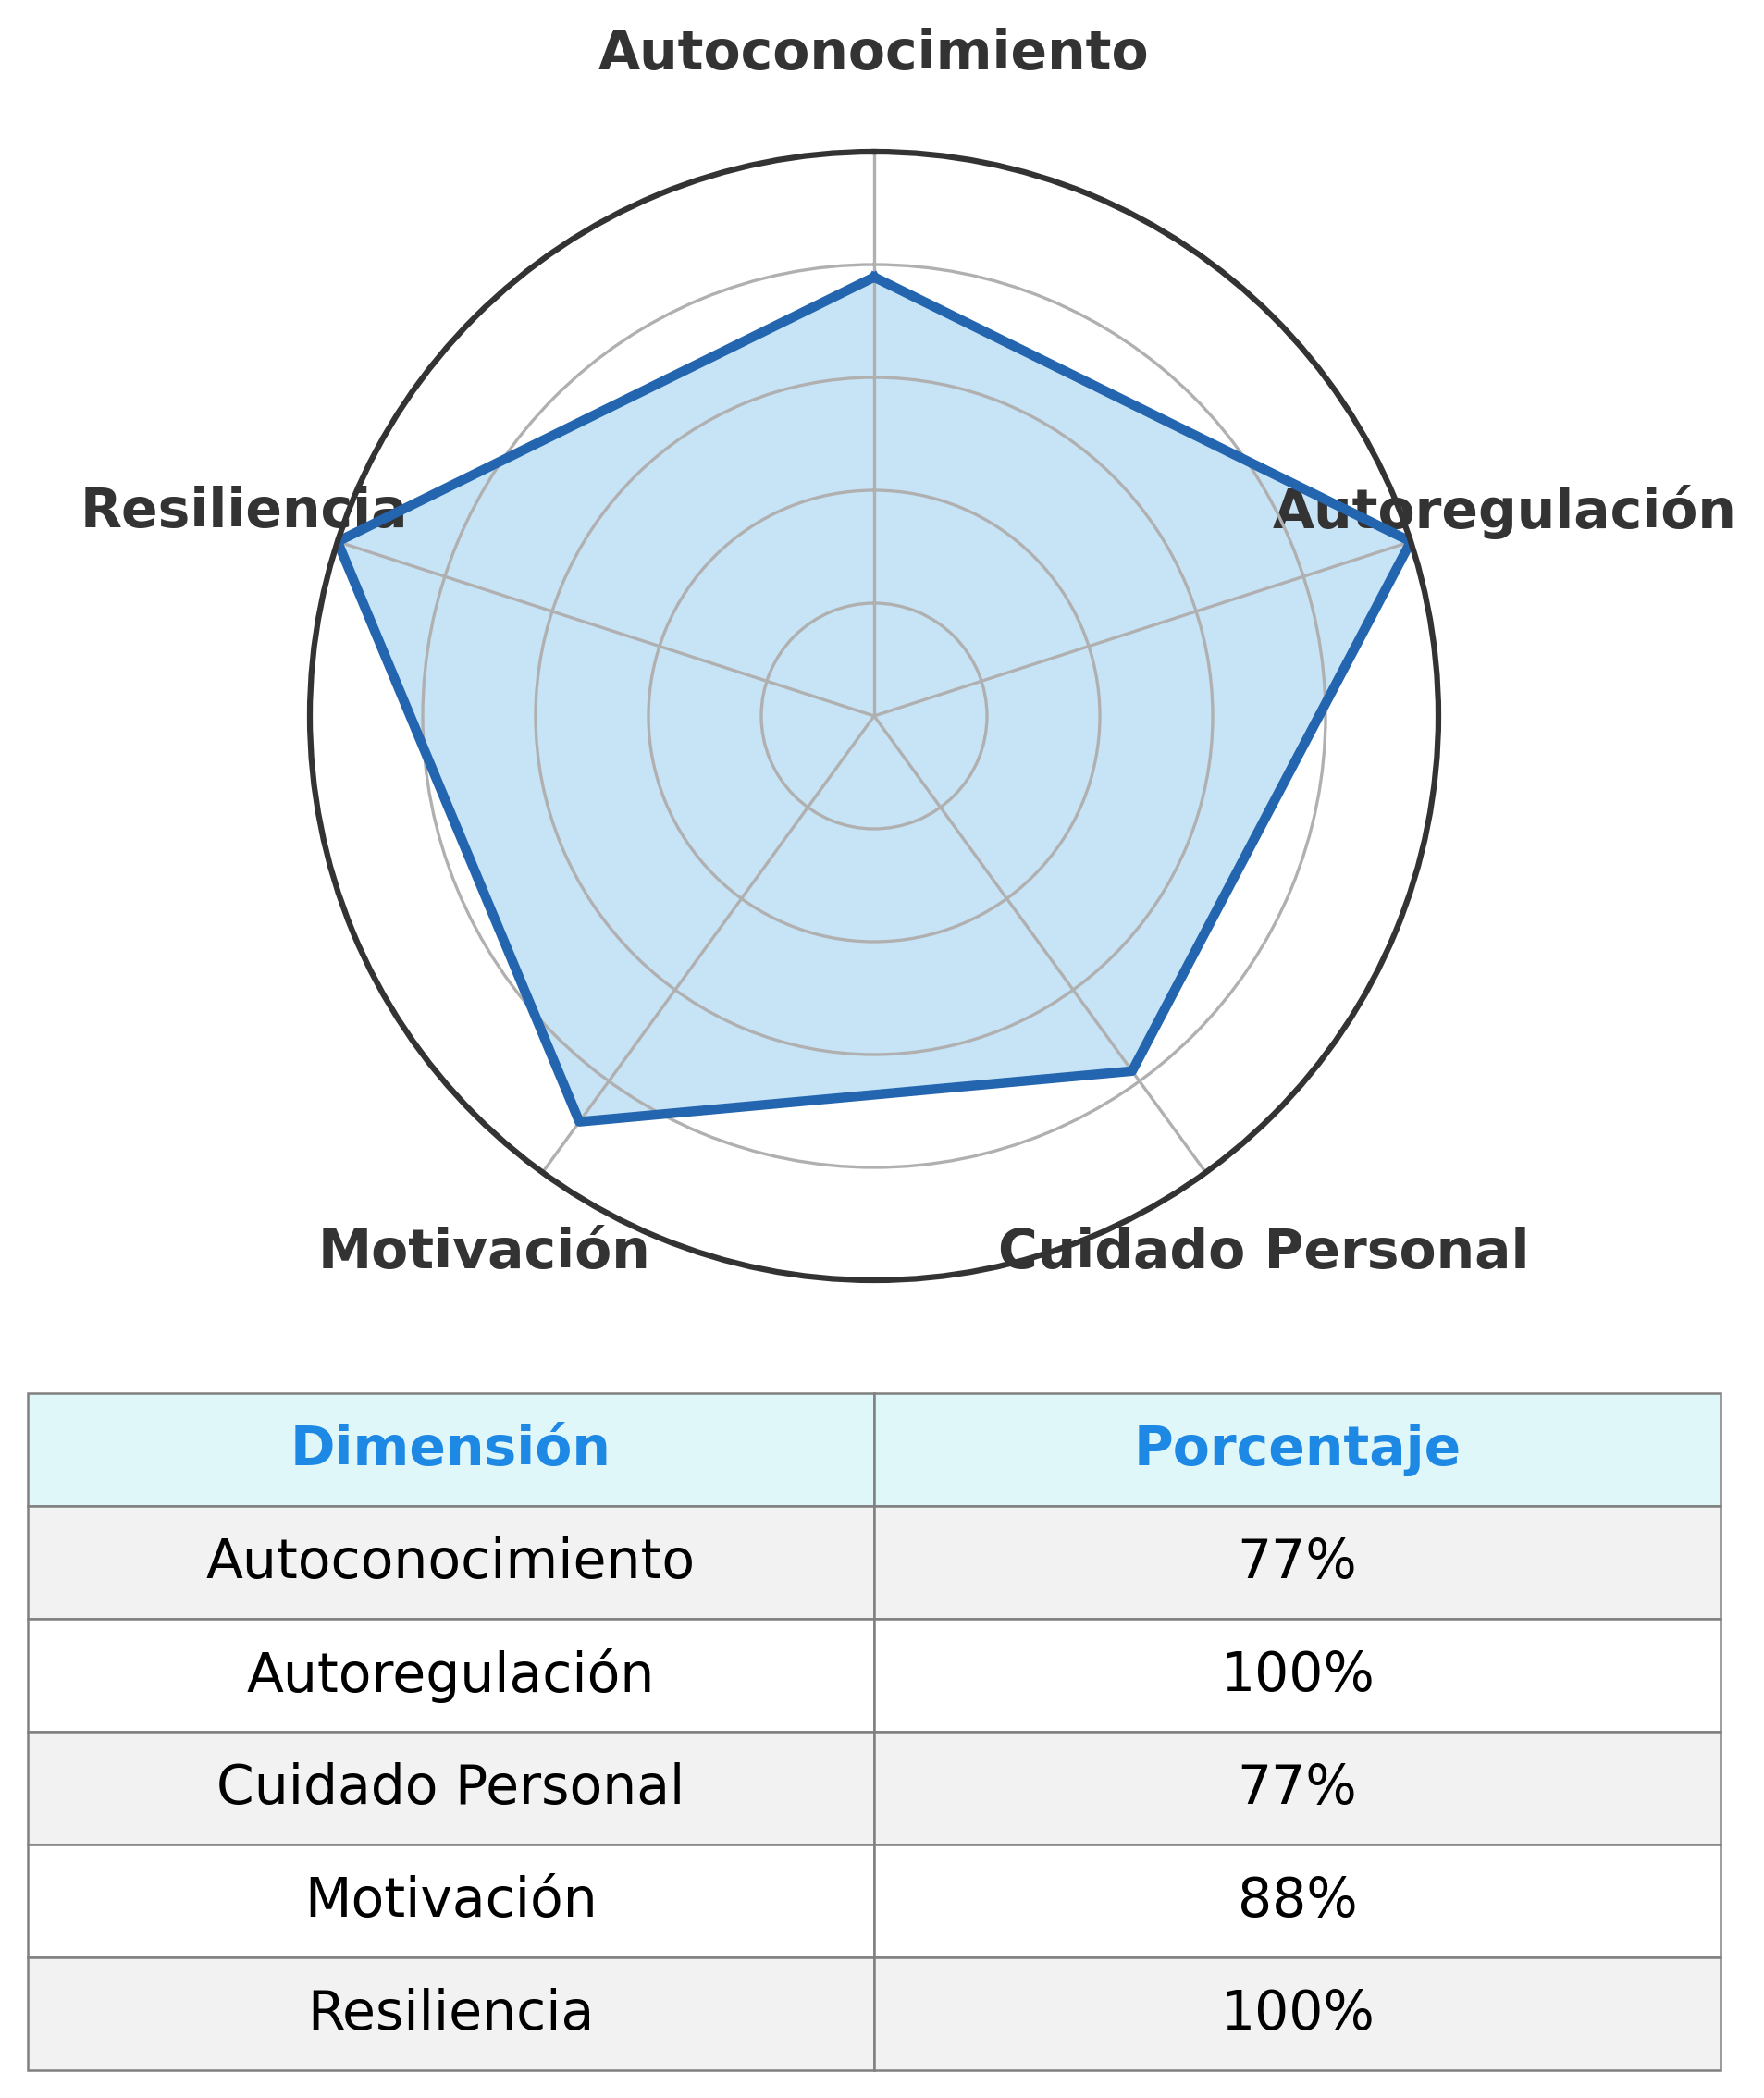 Autoconocimiento
Resiliencia
Autoregulación
Motivación
Cuidado Personal
Dimensión Porcentaje
Autoconocimiento 77%
Autoregulación 100%
Cuidado Personal 77%
Motivación 88%
Resiliencia 100%